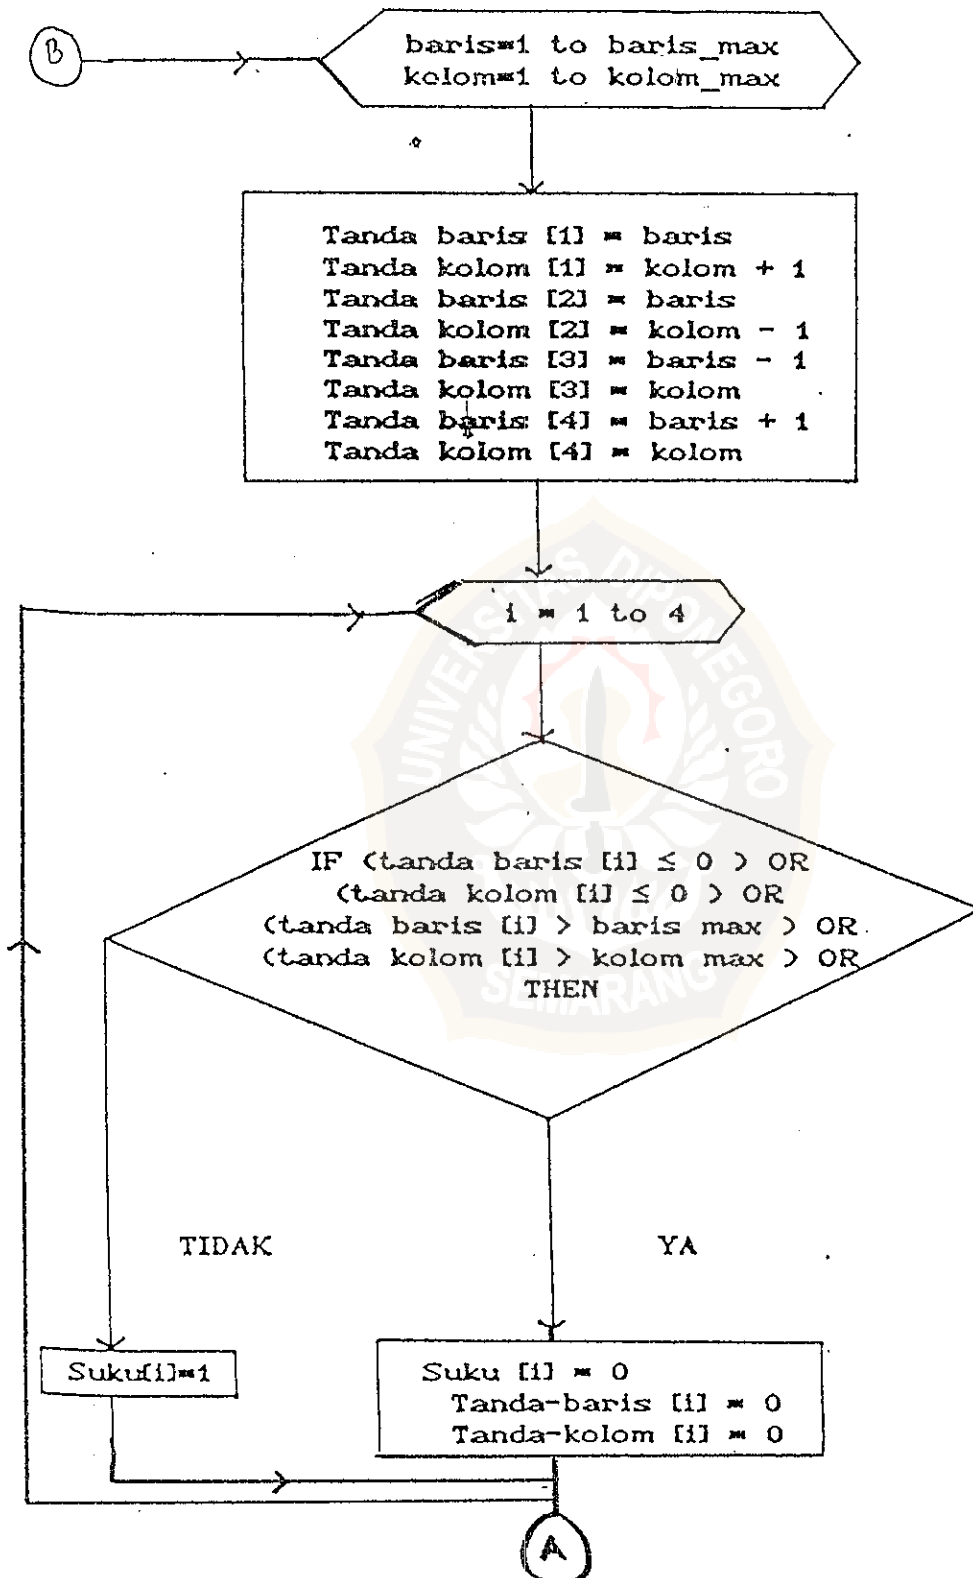 B
baris=1 to baris_max
kolom=1 to kolom_max
Tanda baris [1] = baris
Tanda kolom [1] = kolom + 1
Tanda baris [2] = baris
Tanda kolom [2] = kolom - 1
Tanda baris [3] = baris - 1
Tanda kolom [3] = kolom
Tanda baris [4] = baris + 1
Tanda kolom [4] = kolom
i = 1 to 4
IF (tanda baris [i] ≤ 0 ) OR
(tanda kolom [i] ≤ 0 ) OR
(tanda baris [i] > baris max ) OR
(tanda kolom [i] > kolom max ) OR
THEN
TIDAK
YA
Suku[i]=1
Suku [i] = 0
Tanda-baris [i] = 0
Tanda-kolom [i] = 0
A
UNIVERSITAS DIPONEGORO
SEMARANG